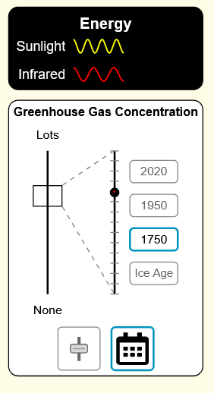 Energy
Sunlight
Infrared
Greenhouse Gas Concentration
Lots
2020
1950
1750
Ice Age
None